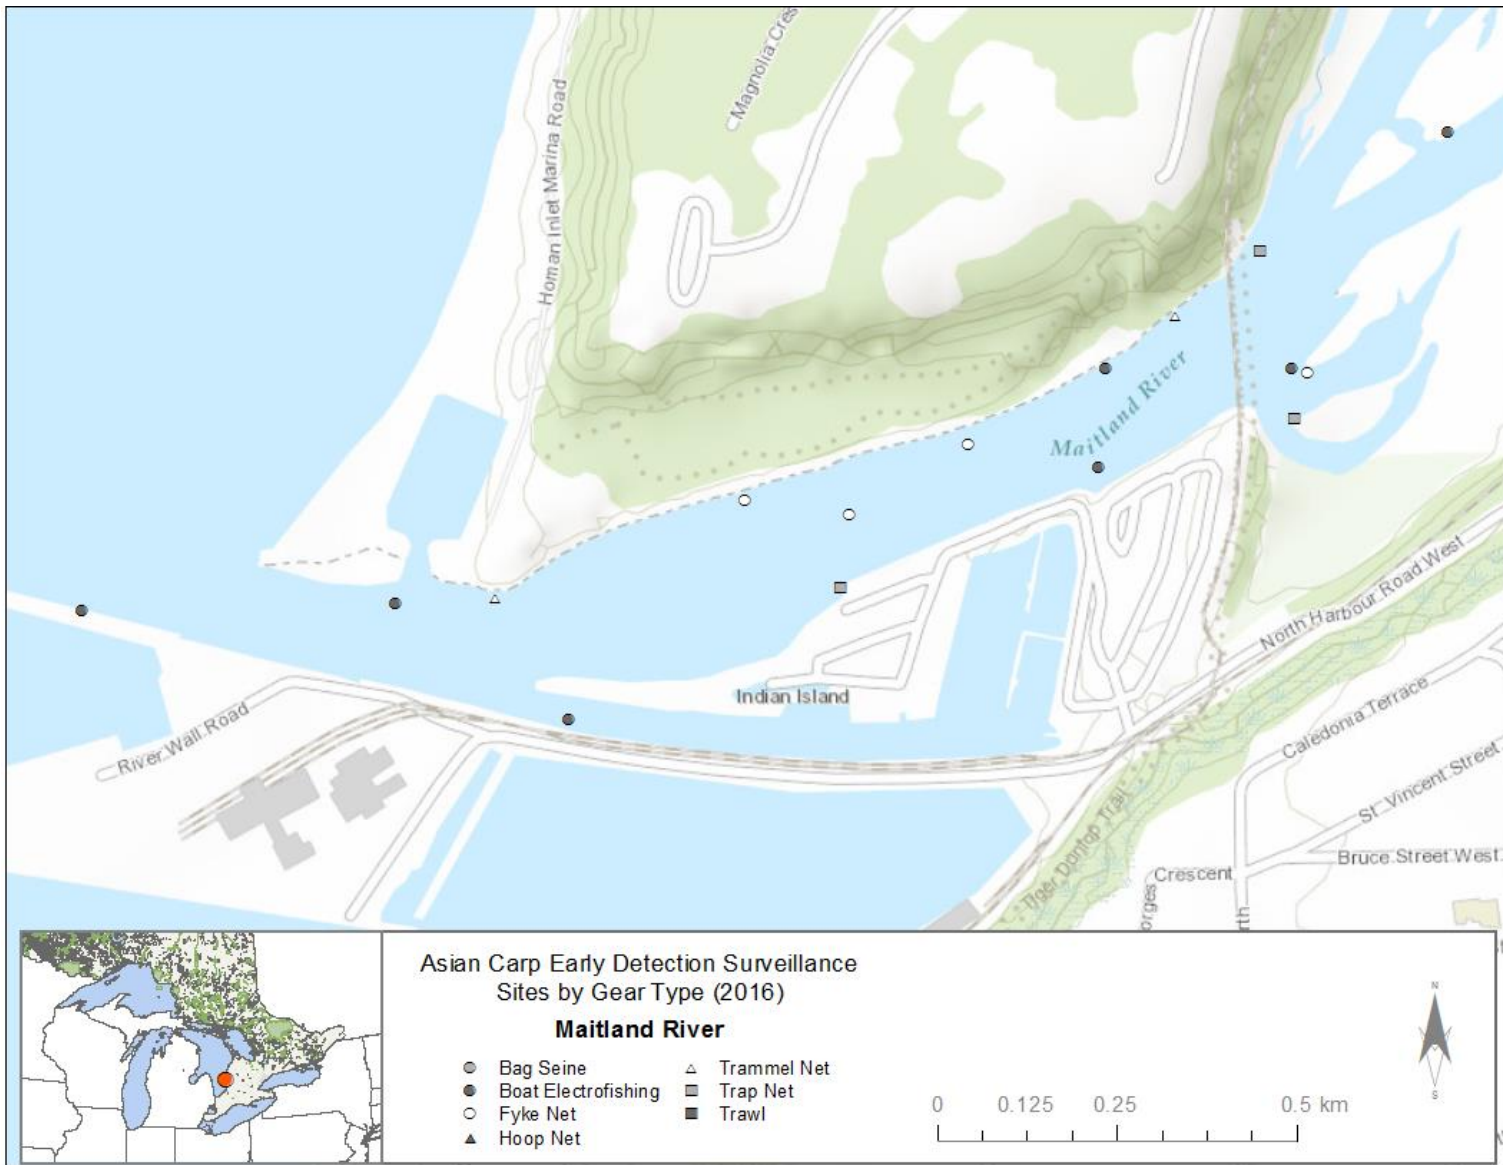 Magnolia Cres
Homan Inlet Marina Road
Maitland River
North Harbour Road West
Indian Island
River Wall Road
Caledonia Terrace
St. Vincent Street
Tiger Dunlop Trail
Bruce Street West
Crescent
orges
rth
Asian Carp Early Detection Surveillance
Sites by Gear Type (2016)
Maitland River
Bag Seine
Boat Electrofishing
Fyke Net
Hoop Net
Trammel Net
Trap Net
Trawl
0 0.125 0.25 0.5 km
N
S